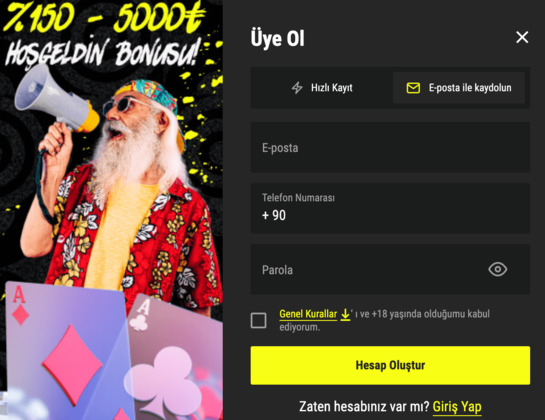 %150 - 5000₺
HOŞGELDİN BONUSU!
A
A
Üye Ol
Hızlı Kayıt
E-posta ile kaydolun
E-posta
Telefon Numarası
+ 90
Parola
Genel Kurallar ' ı ve +18 yaşında olduğumu kabul
ediyorum.
Hesap Oluştur
Zaten hesabınız var mı? Giriş Yap